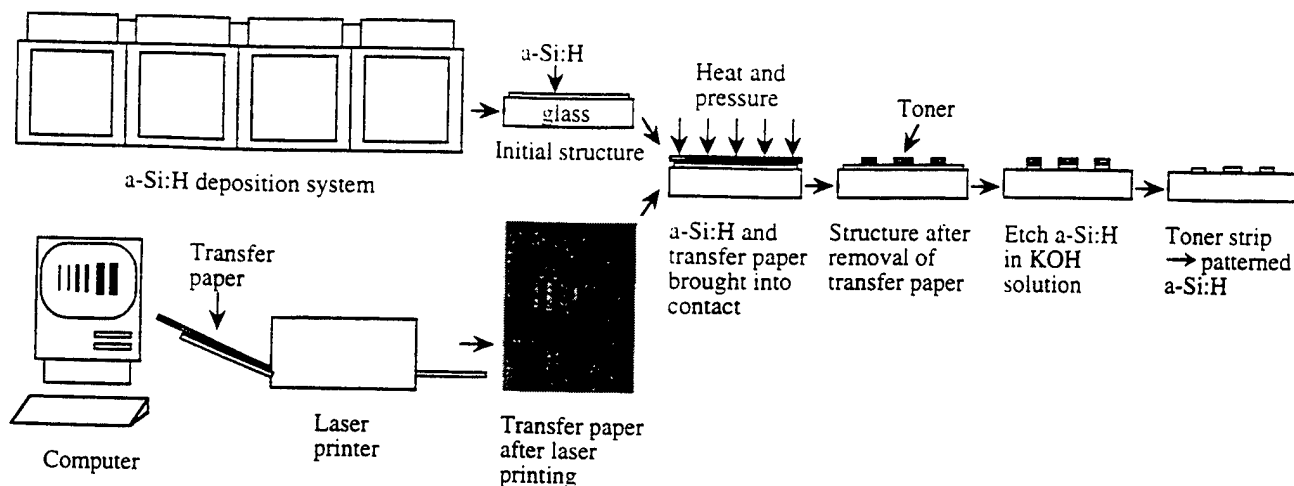 a-Si:H
glass
Initial structure
a-Si:H deposition system
Heat and
pressure
Toner
a-Si:H and
transfer paper
brought into
contact
Structure after
removal of
transfer paper
Etch a-Si:H
in KOH
solution
Toner strip
→ patterned
a-Si:H
Transfer
paper
Computer
Laser
printer
Transfer paper
after laser
printing